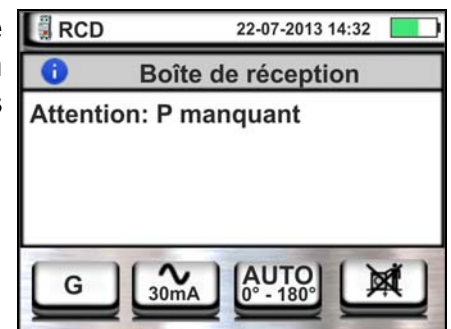 RCD 22-07-2013 14:32
Boîte de réception
Attention: P manquant
G
30mA
AUTO
0° - 180°